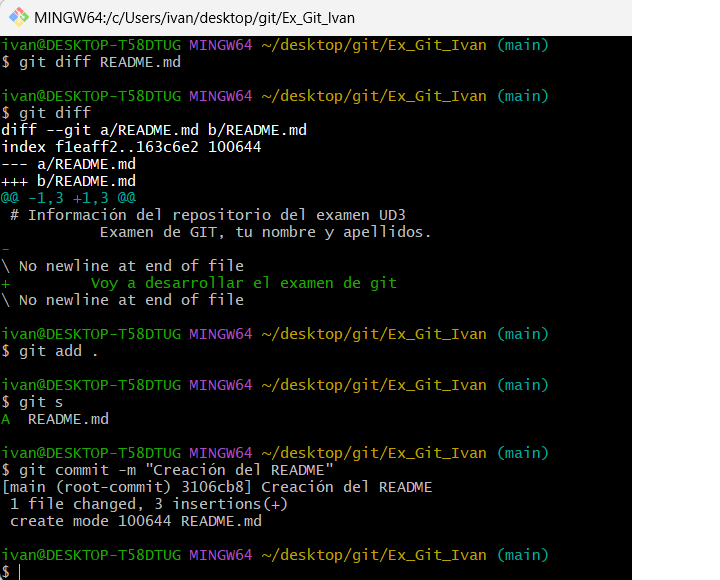 MINGW64:/c/Users/ivan/desktop/git/Ex_Git_Ivan
ivan@DESKTOP-T58DTUG MINGW64 ~/desktop/git/Ex_Git_Ivan (main)
$ git diff README.md
ivan@DESKTOP-T58DTUG MINGW64 ~/desktop/git/Ex_Git_Ivan (main)
$ git diff
diff --git a/README.md b/README.md
index f1eaff2..163c6e2 100644
--- a/README.md
+++ b/README.md
@@ -1,3 +1,3 @@
# Información del repositorio del examen UD3
Examen de GIT, tu nombre y apellidos.
-
\ No newline at end of file
+         Voy a desarrollar el examen de git
\ No newline at end of file
ivan@DESKTOP-T58DTUG MINGW64 ~/desktop/git/Ex_Git_Ivan (main)
$ git add .
ivan@DESKTOP-T58DTUG MINGW64 ~/desktop/git/Ex_Git_Ivan (main)
$ git s
A  README.md
ivan@DESKTOP-T58DTUG MINGW64 ~/desktop/git/Ex_Git_Ivan (main)
$ git commit -m "Creación del README"
[main (root-commit) 3106cb8] Creación del README
1 file changed, 3 insertions(+)
create mode 100644 README.md
ivan@DESKTOP-T58DTUG MINGW64 ~/desktop/git/Ex_Git_Ivan (main)
$